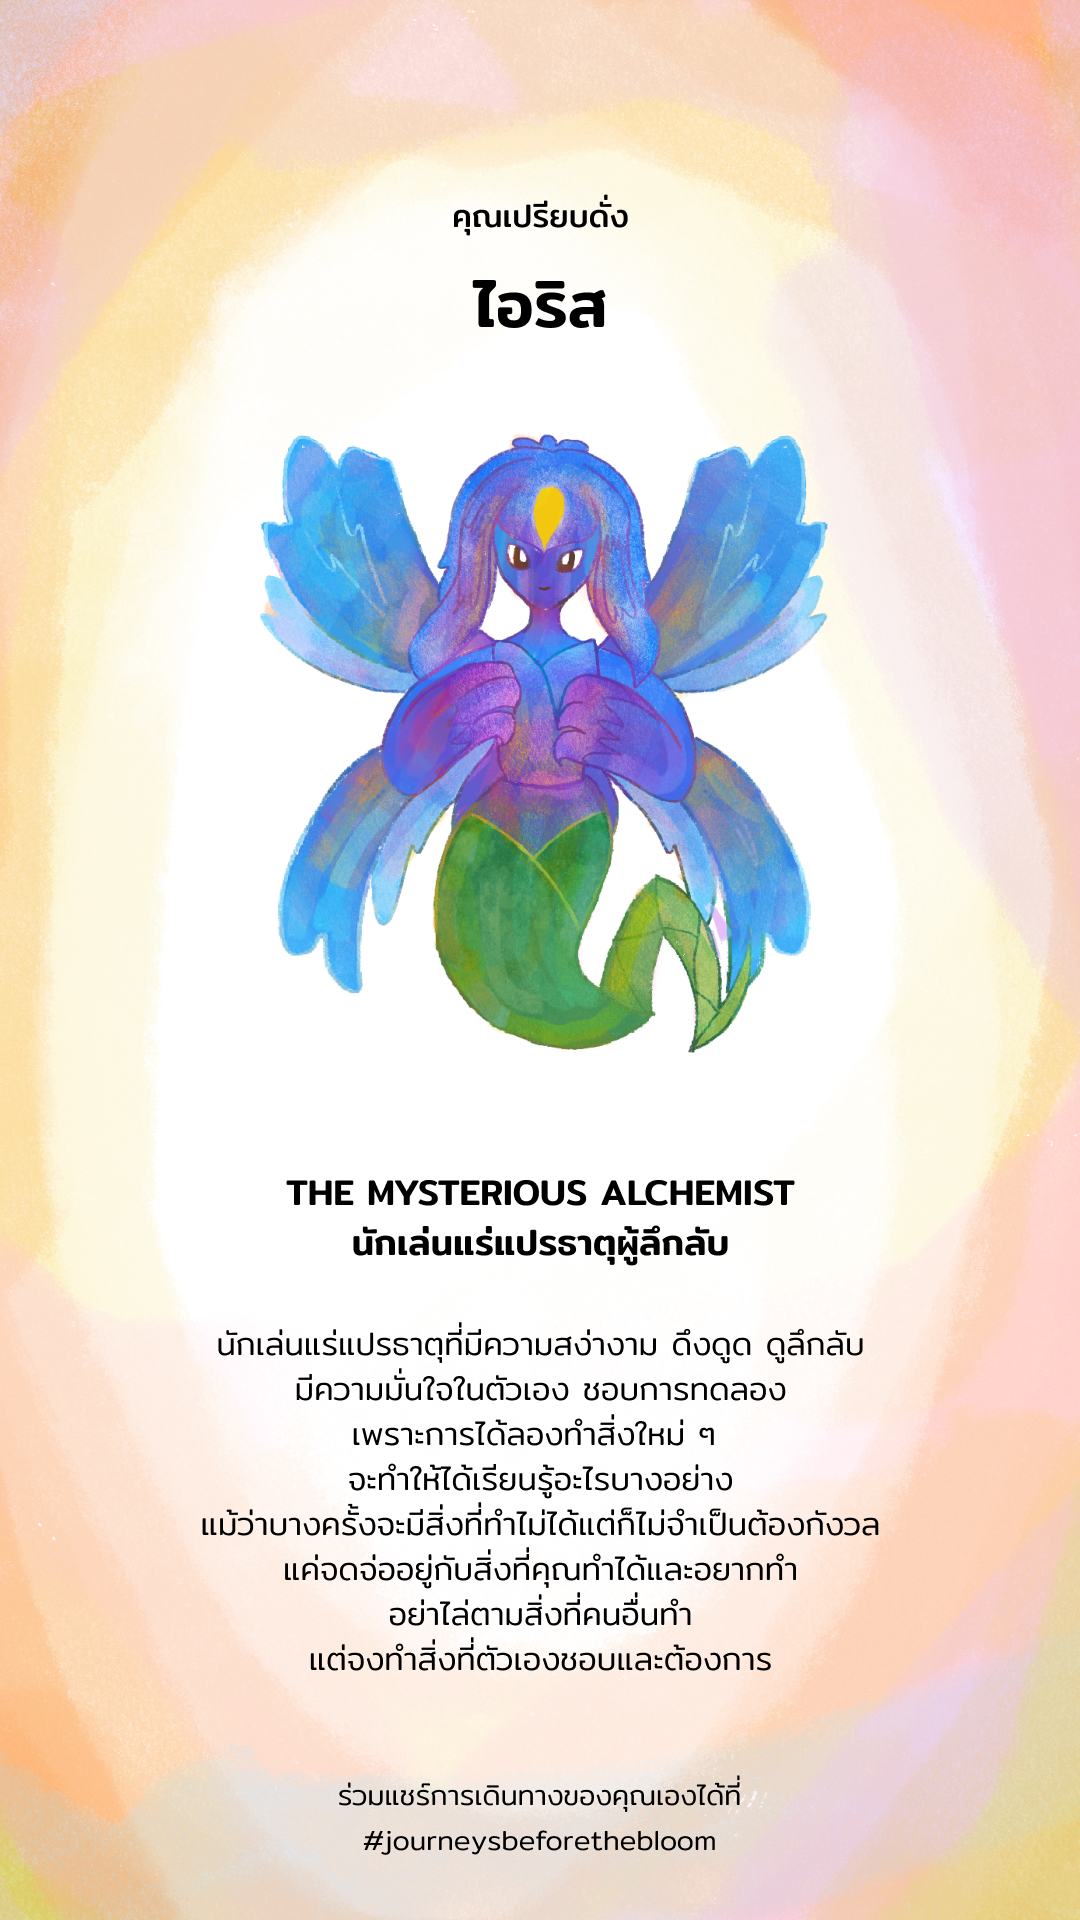 คุณเปรียบดั่ง
ไอริส
THE MYSTERIOUS ALCHEMIST
นักเล่นแร่แปรธาตุผู้ลึกลับ
นักเล่นแร่แปรธาตุที่มีความสง่างาม ดึงดูด ดูลึกลับ
มีความมั่นใจในตัวเอง ชอบการทดลอง
เพราะการได้ลองทำสิ่งใหม่ ๆ
จะทำให้ได้เรียนรู้อะไรบางอย่าง
แม้ว่าบางครั้งจะมีสิ่งที่ทำไม่ได้แต่ก็ไม่จำเป็นต้องกังวล
แค่จดจ่ออยู่กับสิ่งที่คุณทำได้และอยากทำ
อย่าไล่ตามสิ่งที่คนอื่นทำ
แต่จงทำสิ่งที่ตัวเองชอบและต้องการ
ร่วมแชร์การเดินทางของคุณเองได้ที่
#journeysbeforethebloom